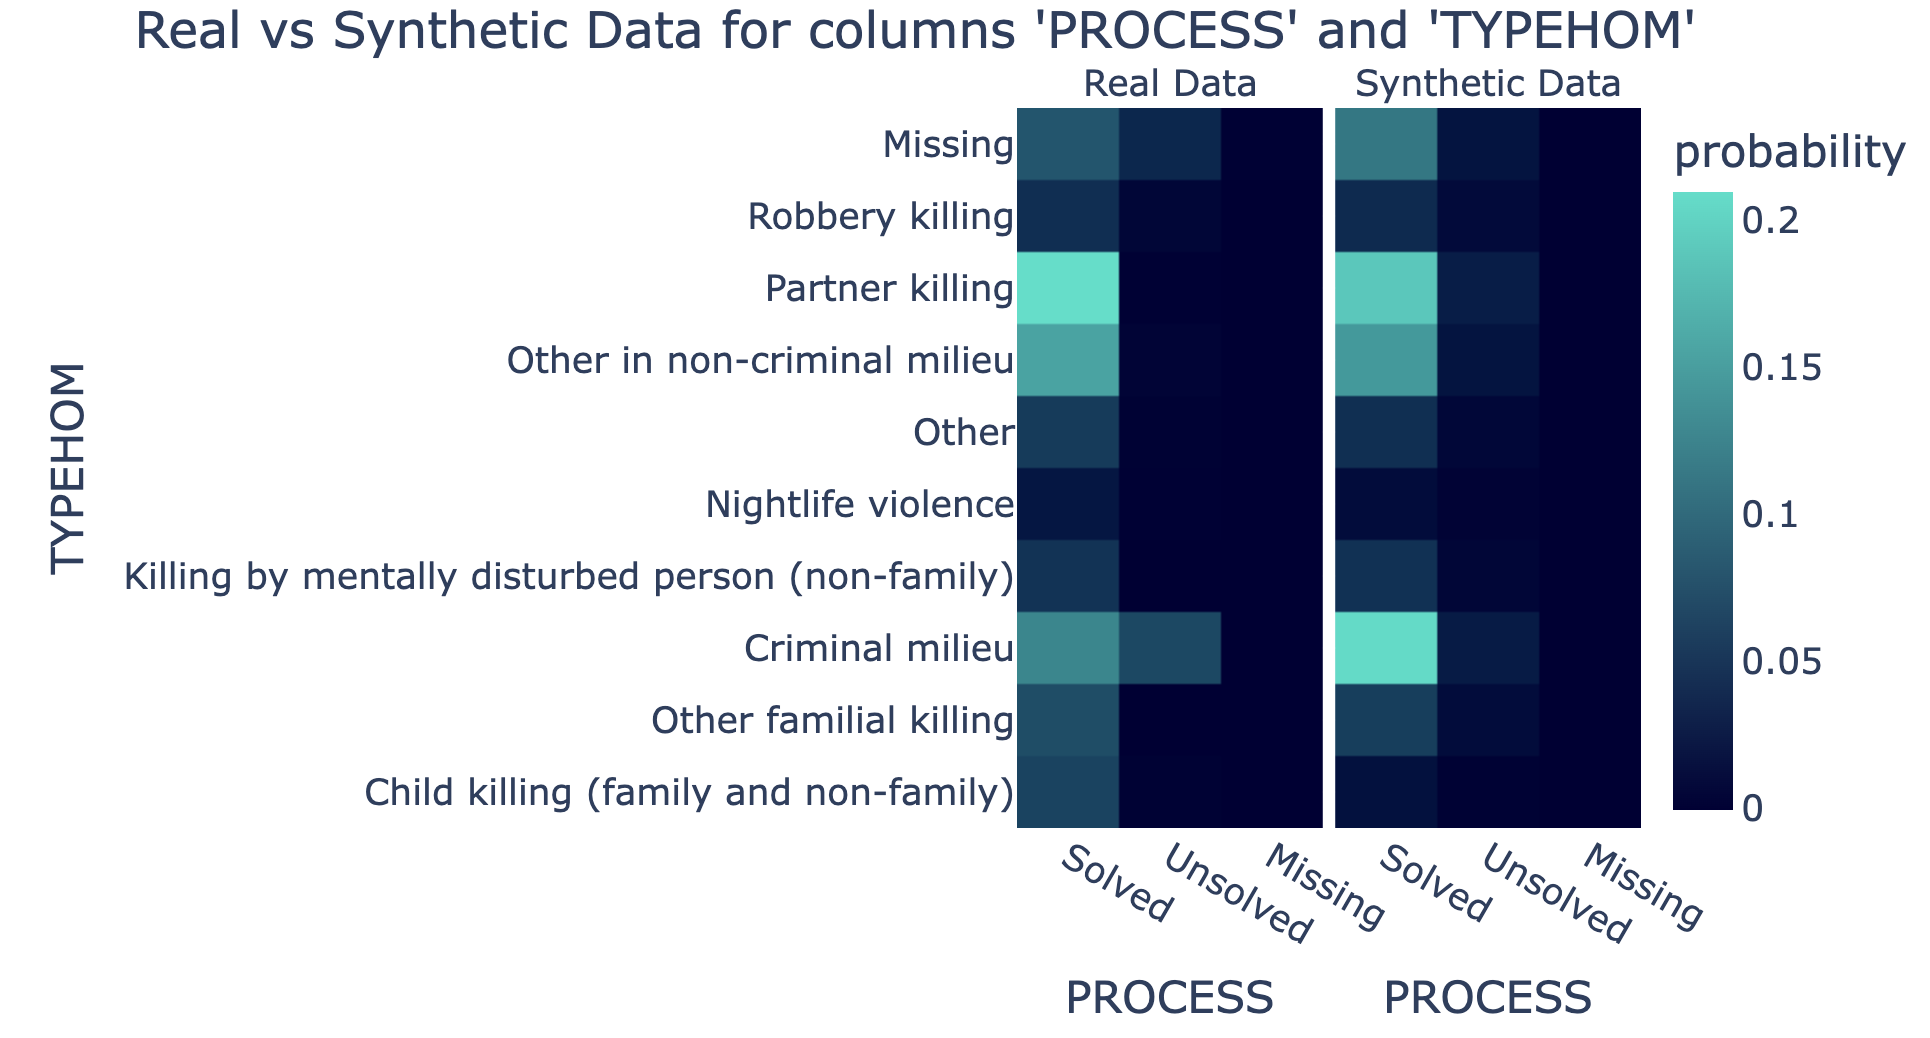 Real vs Synthetic Data for columns 'PROCESS' and 'TYPEHOM'
Real Data
Synthetic Data
TYPEHOM
Missing
Robbery killing
Partner killing
Other in non-criminal milieu
Other
Nightlife violence
Killing by mentally disturbed person (non-family)
Criminal milieu
Other familial killing
Child killing (family and non-family)
Solved
Unsolved
Missing
Solved
Unsolved
Missing
PROCESS
PROCESS
probability
0.2
0.15
0.1
0.05
0